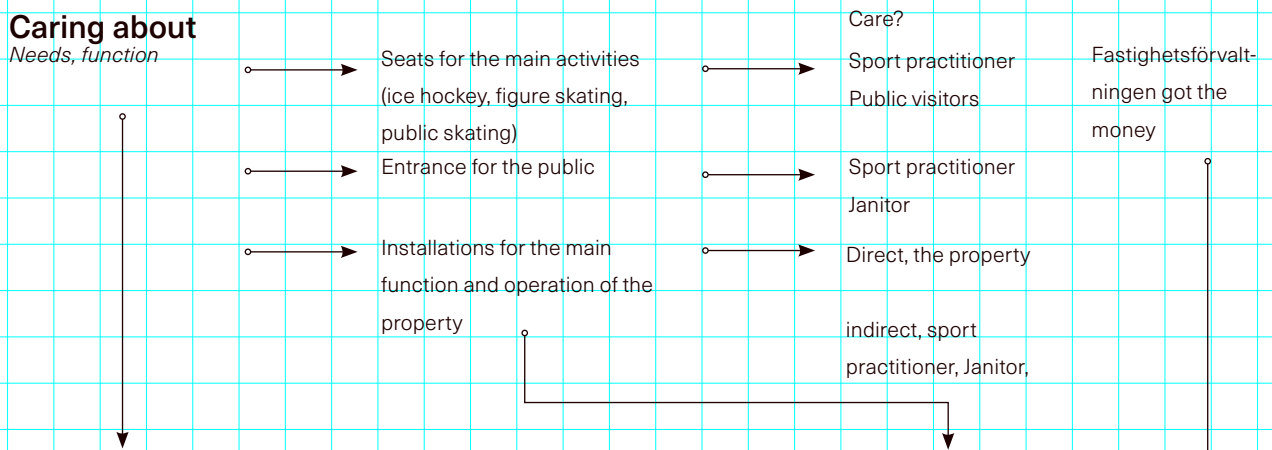 Caring about
Needs, function
Seats for the main activities
(ice hockey, figure skating,
public skating)
Entrance for the public
Installations for the main
function and operation of the
property
Care?
Sport practitioner
Public visitors
Sport practitioner
Janitor
Direct, the property
indirect, sport
practitioner, Janitor,
Fastighetsförvalt-
ningen got the
money